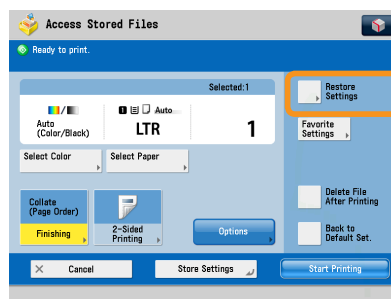 Access Stored Files
Ready to print.
Selected:1
Auto
(Color/Black)
1 Auto
LTR
1
Select Color
Select Paper
Collate
(Page Order)
Finishing
2-Sided
Printing
Options
Restore
Settings
Favorite
Settings
Delete File
After Printing
Back to
Default Set.
Cancel
Store Settings
Start Printing